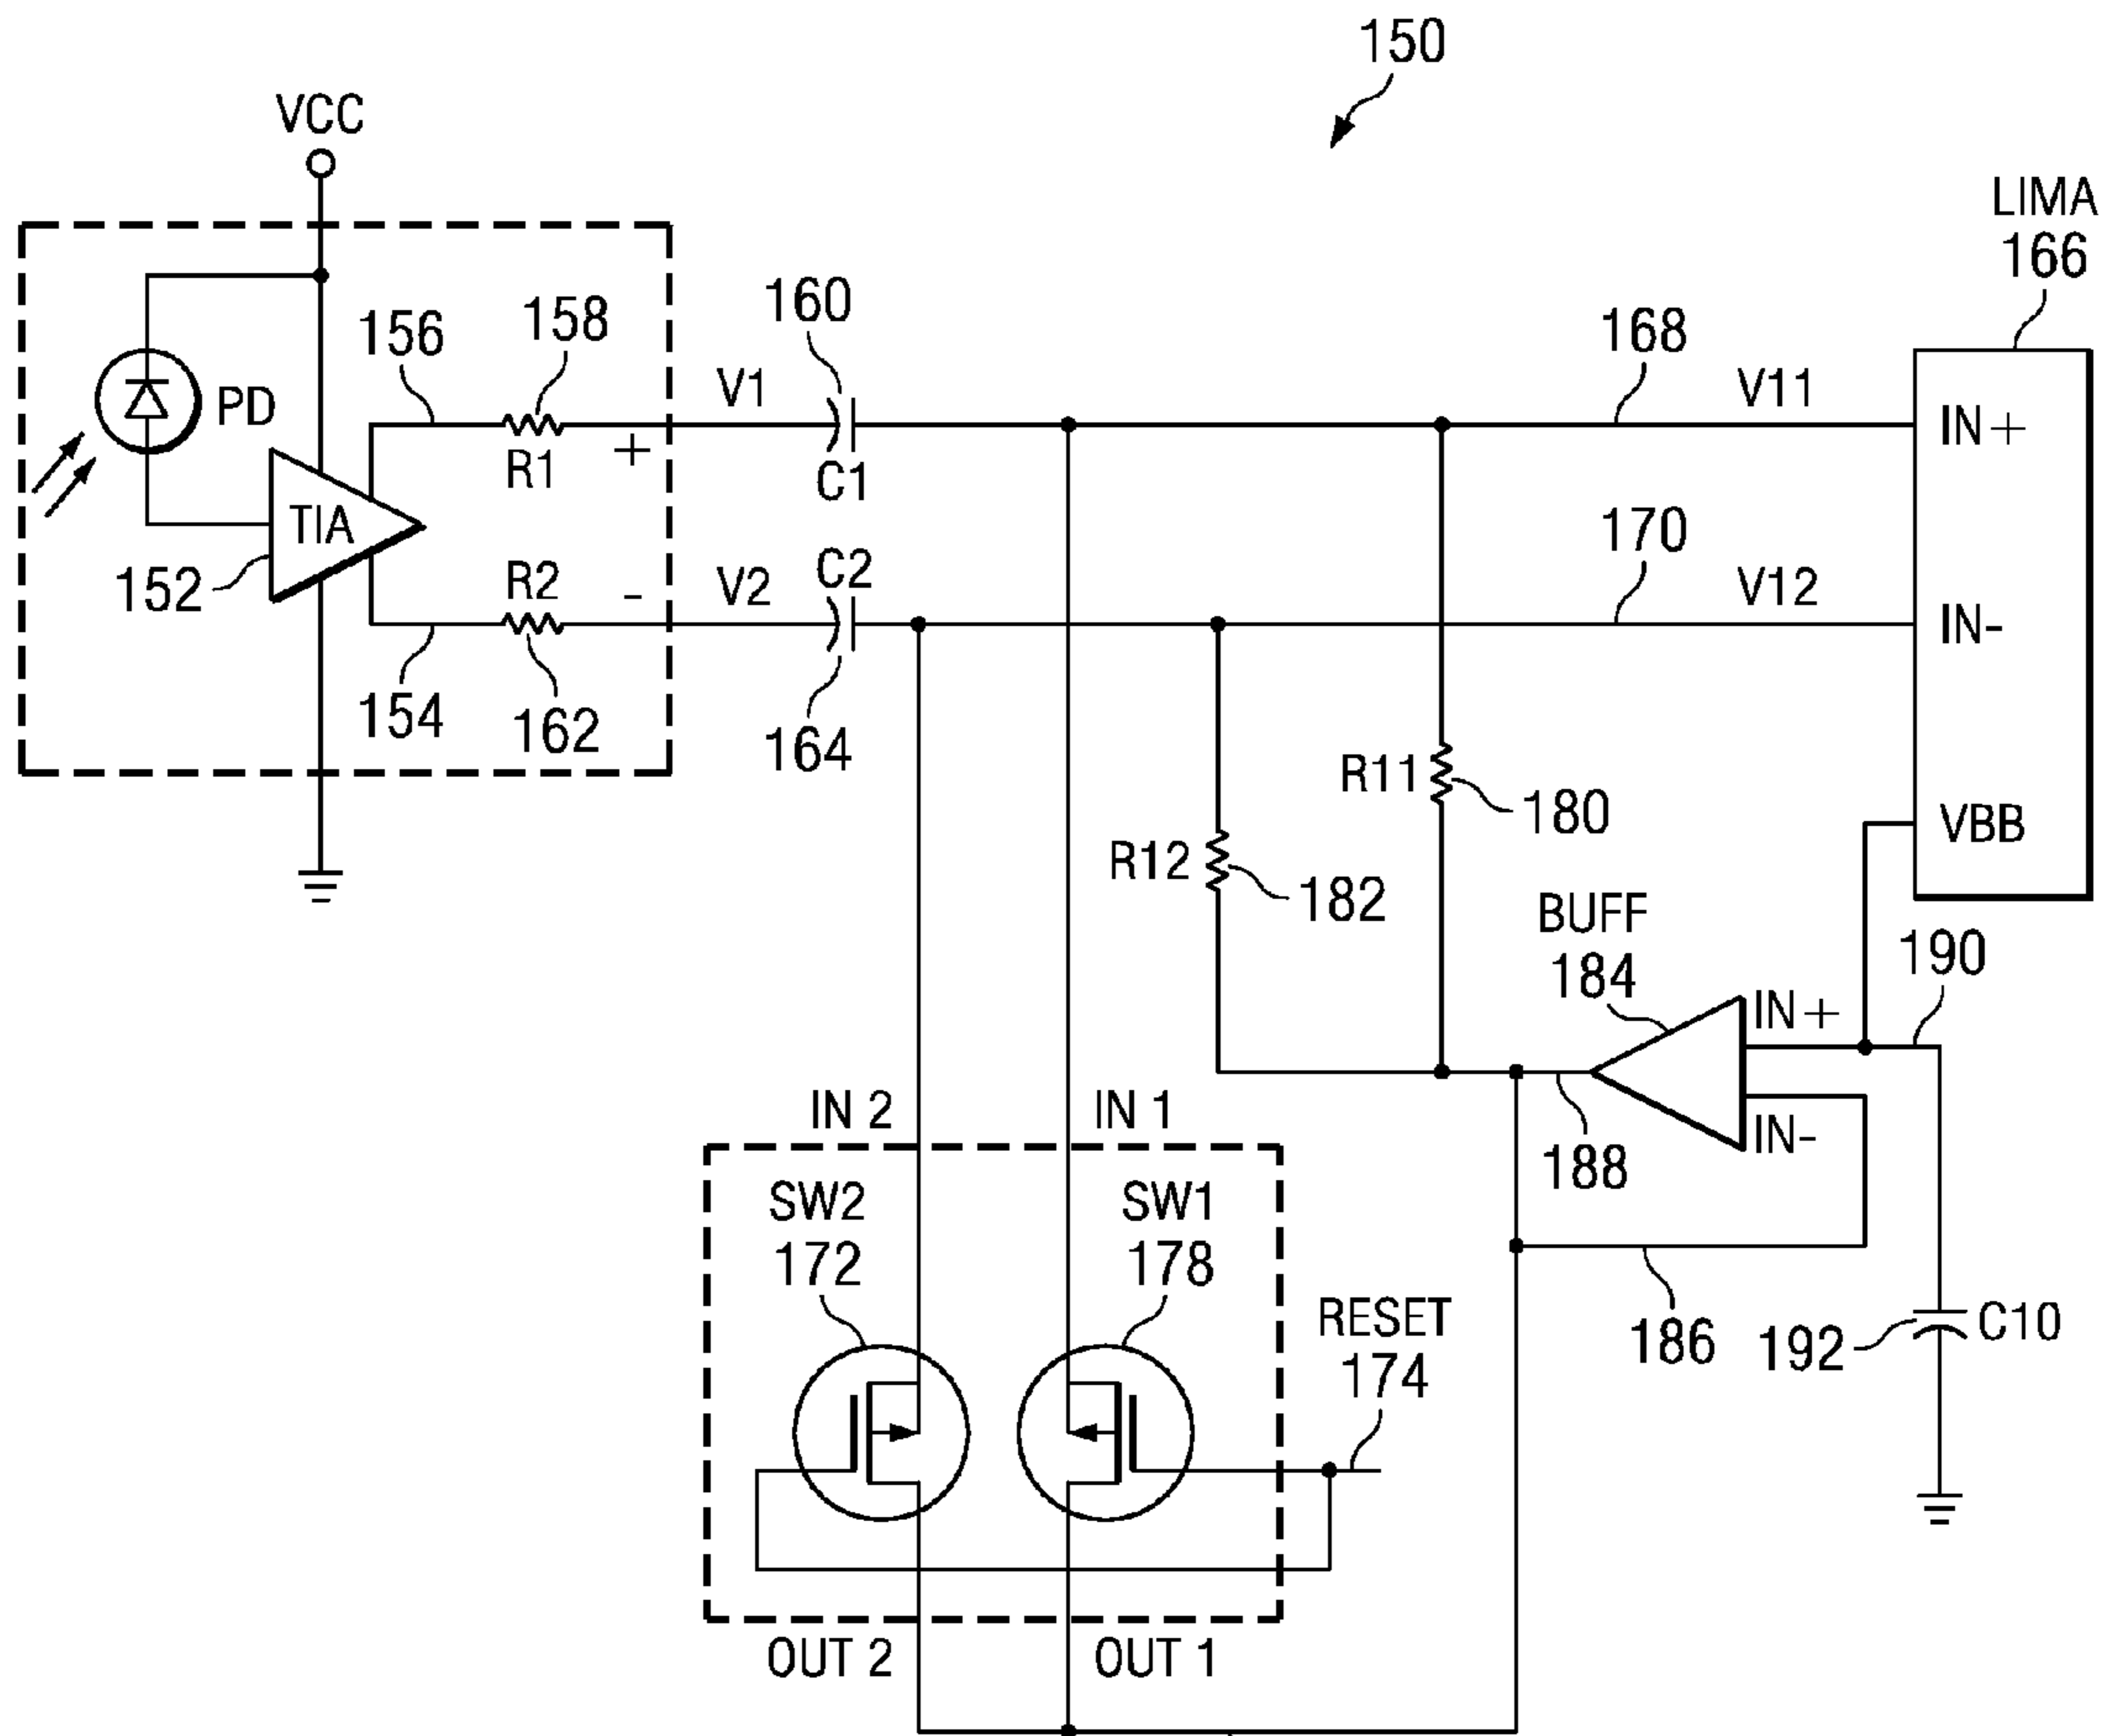 150
VCC
LIMA
166
156
158
160
168
PD
V1
V11
IN+
R1
+
C1
TIA
170
152
R2
-
V2
C2
V12
IN-
154
162
164
R11
180
VBB
R12
182
BUFF
184
190
IN+
IN 2
IN 1
IN-
188
SW2
172
SW1
178
RESET
174
186
192
C10
OUT 2
OUT 1